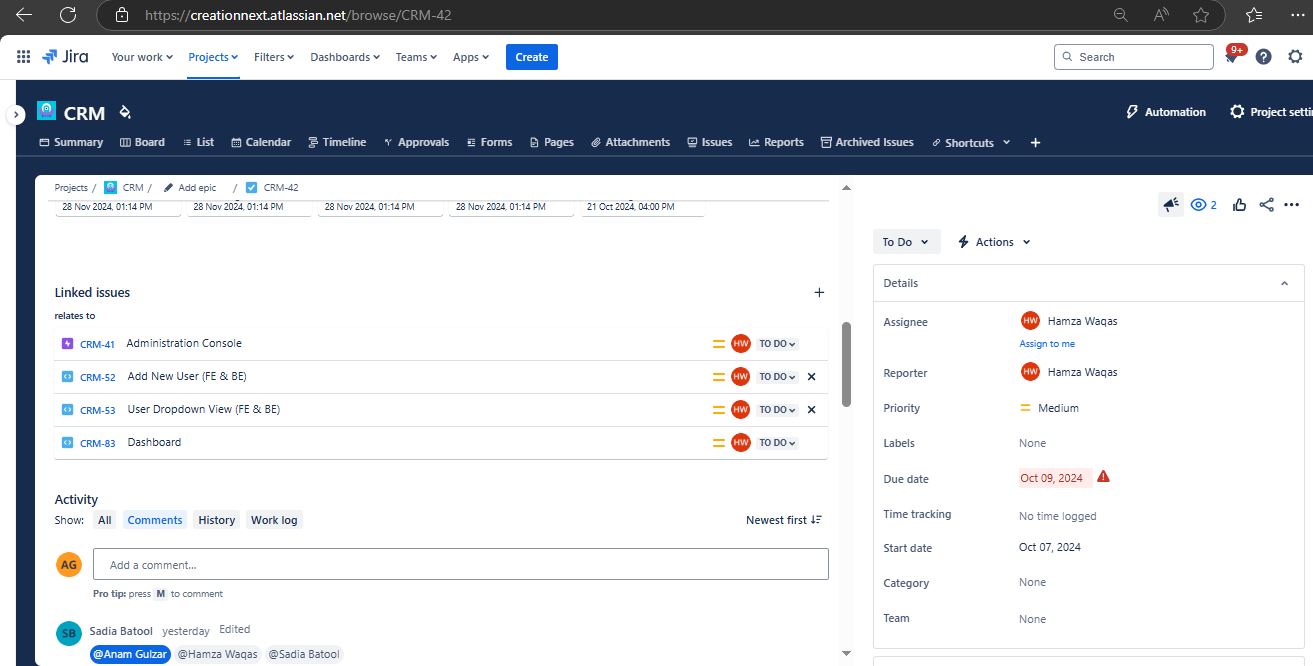 https://creationnext.atlassian.net/browse/CRM-42
Jira Your work Projects Filters Dashboards Teams Apps Create Search 9+
CRM Automation
Project setti
Summary Board List Calendar Timeline Approvals Forms Pages Attachments Issues Reports Archived Issues Shortcuts
Projects / CRM / Add epic / CRM-42
28 Nov 2024, 01:14 PM 28 Nov 2024, 01:14 PM 28 Nov 2024, 01:14 PM 28 Nov 2024, 01:14 PM 21 Oct 2024, 04:00 PM
Linked issues
relates to
CRM-41 Administration Console HW TO DO
CRM-52 Add New User (FE & BE) HW TO DO
CRM-53 User Dropdown View (FE & BE) HW TO DO
CRM-83 Dashboard HW TO DO
Activity
Show: All Comments History Work log Newest first
AG Add a comment...
Pro tip: press M to comment
SB Sadia Batool yesterday Edited
@Anam Gulzar @Hamza Waqas @Sadia Batool
2
To Do Actions
Details
Assignee HW Hamza Waqas
Assign to me
Reporter HW Hamza Waqas
Priority Medium
Labels None
Due date Oct 09, 2024
Time tracking No time logged
Start date Oct 07, 2024
Category None
Team None